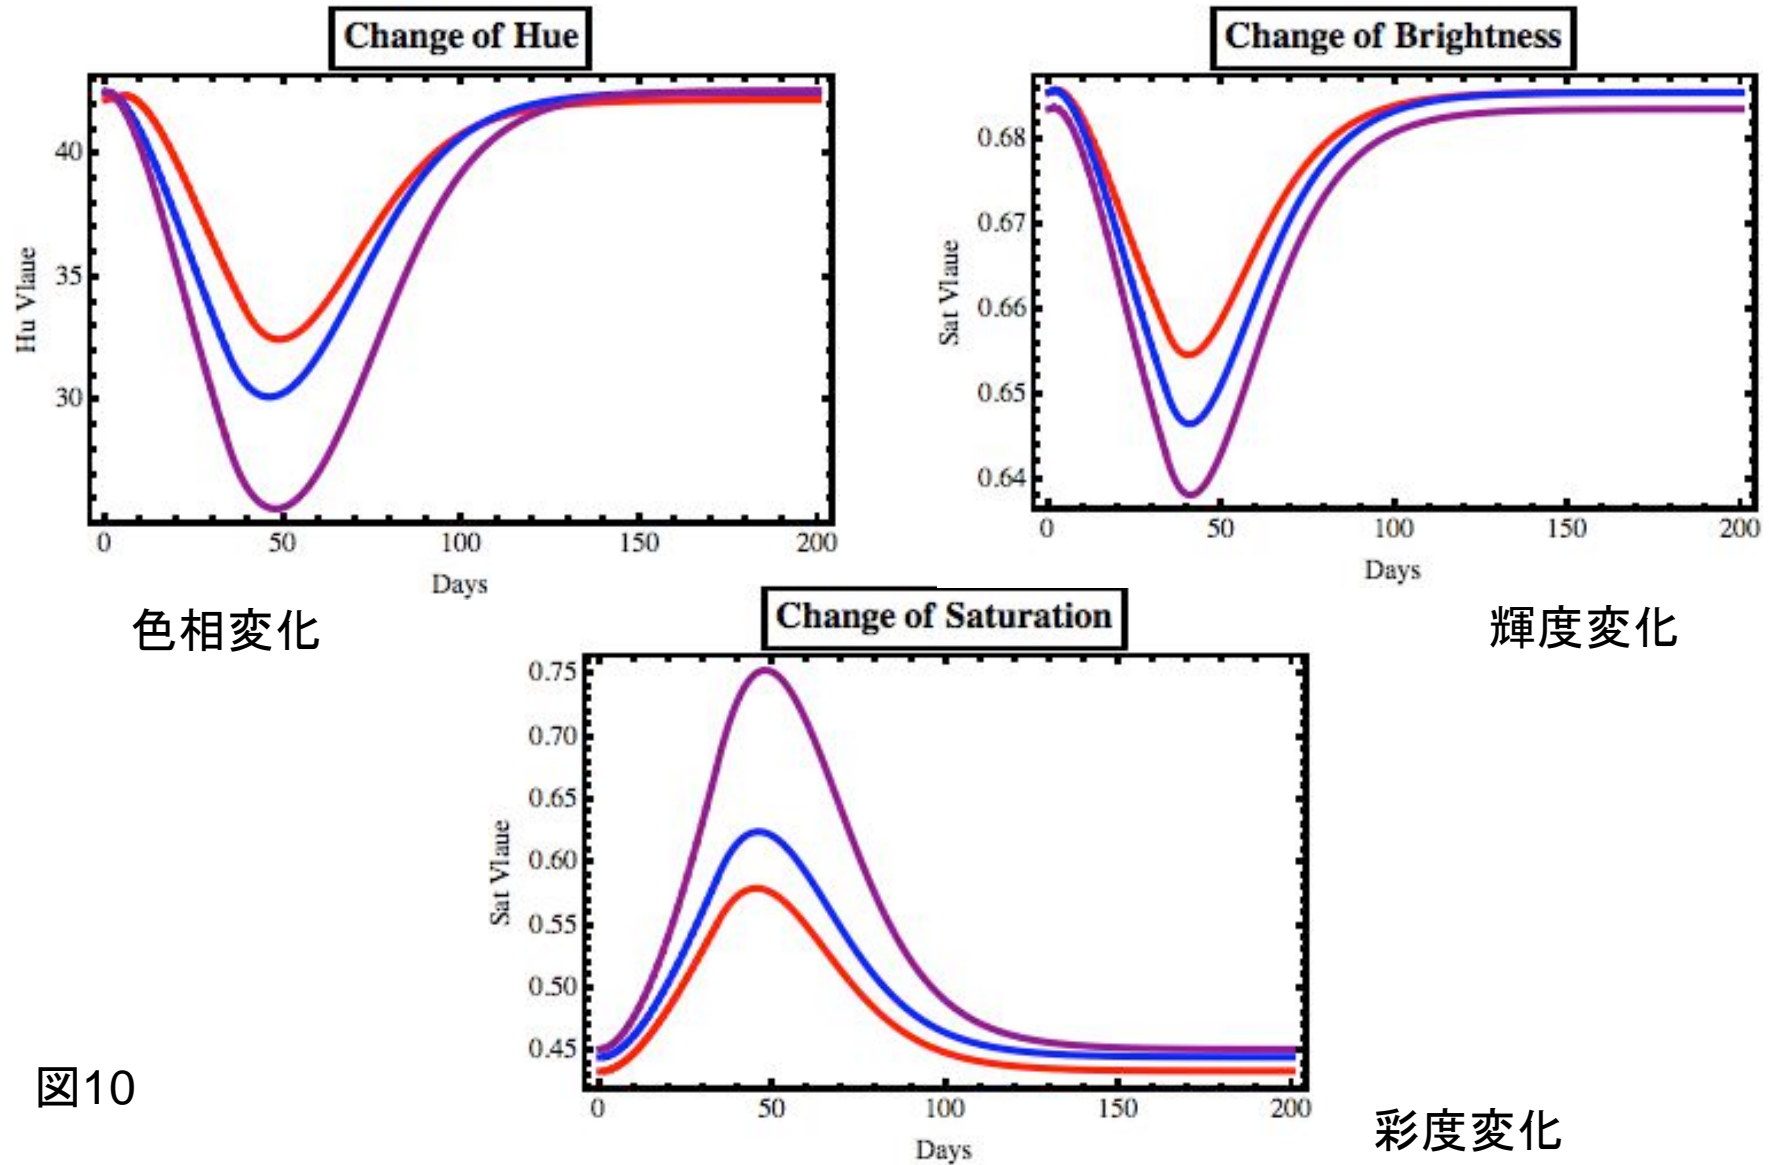 Change of Hue
40
35
30
Hu Vlaue
0 50 100 150 200
Days
色相変化
Change of Brightness
0.68
0.67
0.66
0.65
0.64
Sat Vlaue
0 50 100 150 200
Days
輝度変化
Change of Saturation
0.75
0.70
0.65
0.60
0.55
0.50
0.45
Sat Vlaue
0 50 100 150 200
Days
彩度変化
図10